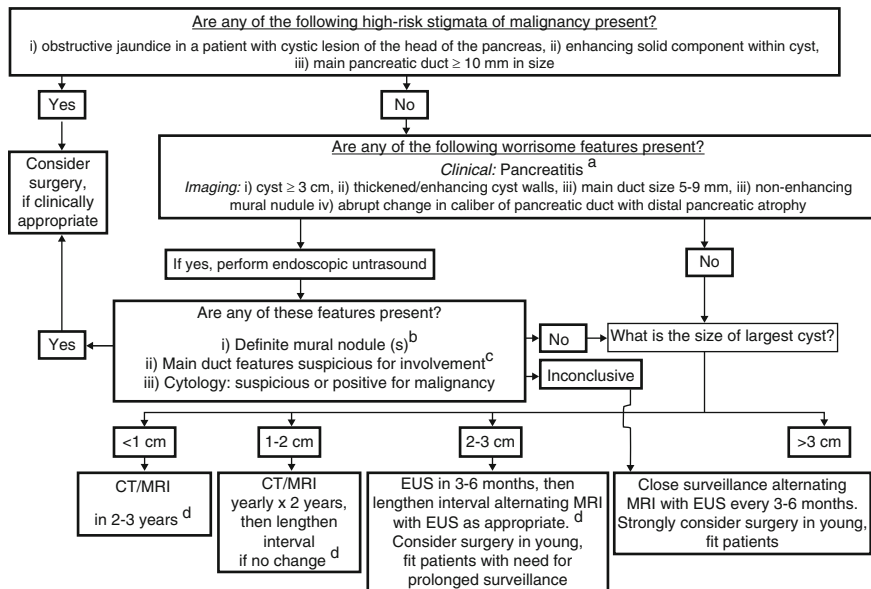 Are any of the following high-risk stigmata of malignancy present?
i) obstructive jaundice in a patient with cystic lesion of the head of the pancreas, ii) enhancing solid component within cyst,
iii) main pancreatic duct ≥ 10 mm in size
Yes
No
Consider
surgery,
if clinically
appropriate
Are any of the following worrisome features present?
Clinical: Pancreatitis a
Imaging: i) cyst ≥ 3 cm, ii) thickened/enhancing cyst walls, iii) main duct size 5-9 mm, iii) non-enhancing
mural nodule iv) abrupt change in caliber of pancreatic duct with distal pancreatic atrophy
If yes, perform endoscopic untrasound
No
Are any of these features present?
i) Definite mural nodule (s) b
ii) Main duct features suspicious for involvement c
iii) Cytology: suspicious or positive for malignancy
Yes
No
What is the size of largest cyst?
Inconclusive
<1 cm
1-2 cm
2-3 cm
>3 cm
CT/MRI
in 2-3 years d
CT/MRI
yearly x 2 years,
then lengthen
interval
if no change d
EUS in 3-6 months, then
lengthen interval alternating MRI
with EUS as appropriate. d
Consider surgery in young,
fit patients with need for
prolonged surveillance
Close surveillance alternating
MRI with EUS every 3-6 months.
Strongly consider surgery in young,
fit patients